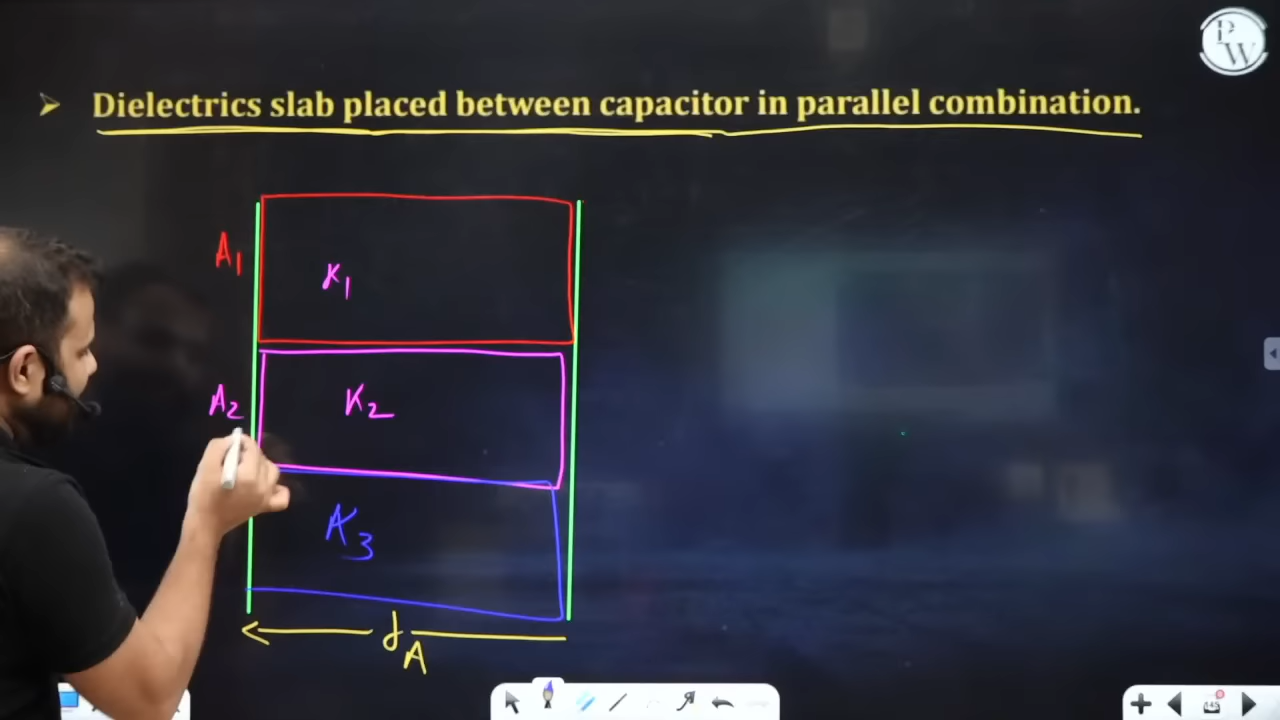 P
W
Dielectrics slab placed between capacitor in parallel combination.
A1
K1
A2
K2
K3
d
A